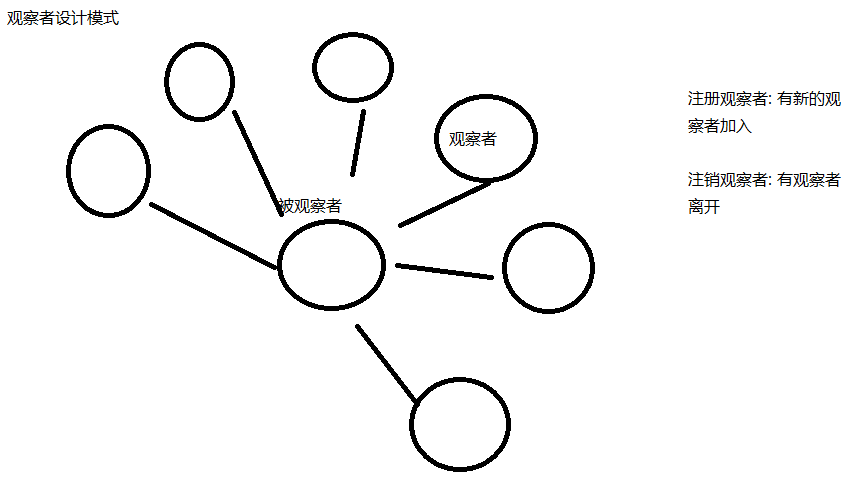 观察者设计模式
注册观察者: 有新的观
察者加入
观察者
注销观察者: 有观察者
离开
被观察者